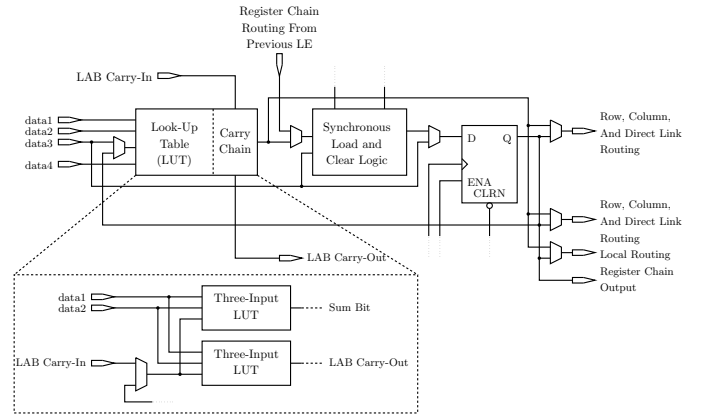 Register Chain
Routing From
Previous LE
LAB Carry-In
data1
data2
data3
data4
Look-Up
Table
(LUT)
Carry
Chain
Synchronous
Load and
Clear Logic
D
Q
ENA
CLRN
Row, Column,
And Direct Link
Routing
Row, Column,
And Direct Link
Routing
Local Routing
Register Chain
Output
LAB Carry-Out
data1
data2
Three-Input
LUT
Sum Bit
LAB Carry-In
Three-Input
LUT
LAB Carry-Out